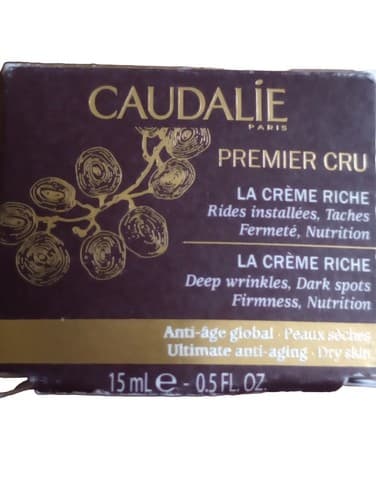 CAUDALÍE
PARIS
PREMIER CRU
LA CRÈME RICHE
Rides installées, Taches
Fermeté, Nutrition
LA CRÈME RICHE
Deep wrinkles, Dark spots
Firmness, Nutrition
Anti-âge global · Peaux sèches
Ultimate anti-aging · Dry skin
15 mL ℮ - 0.5 FL. OZ.